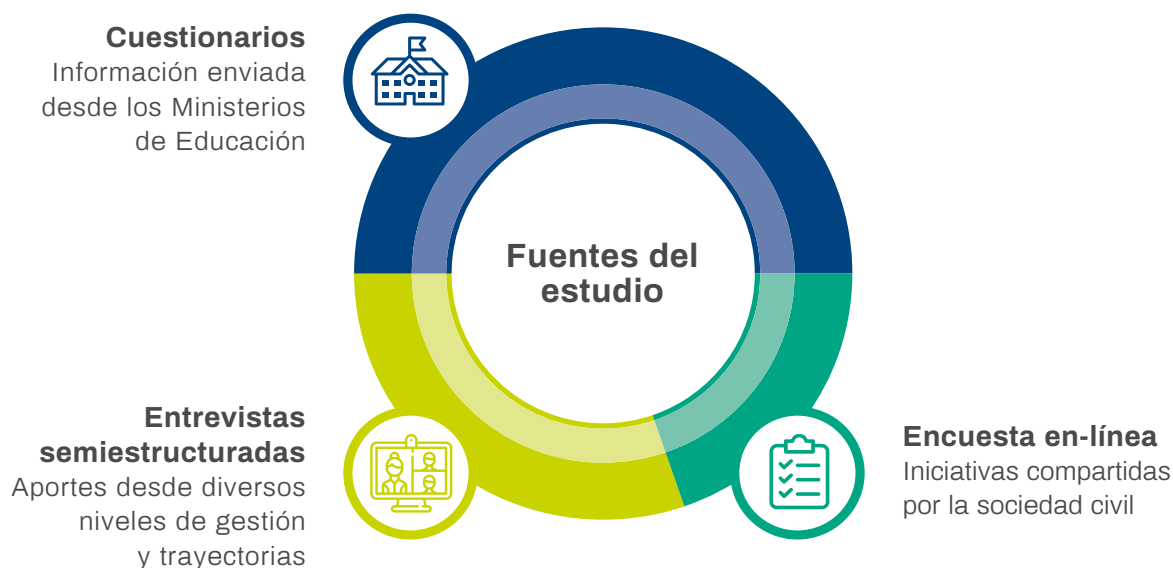 Cuestionarios
Información enviada
desde los Ministerios
de Educación
Fuentes del
estudio
Entrevistas
semiestructuradas
Aportes desde diversos
niveles de gestión
y trayectorias
Encuesta en-línea
Iniciativas compartidas
por la sociedad civil